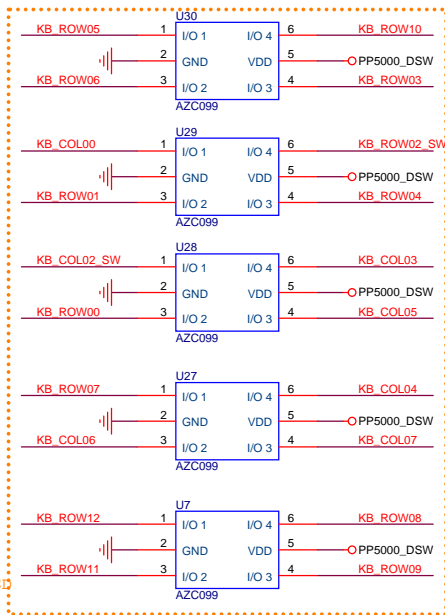 U30
KB_ROW05 1 I/O 1 I/O 4 6 KB_ROW10
2 GND VDD 5 PP5000_DSW
KB_ROW06 3 I/O 2 I/O 3 4 KB_ROW03
AZC099
U29
KB_COL00 1 I/O 1 I/O 4 6 KB_ROW02_SW
2 GND VDD 5 PP5000_DSW
KB_ROW01 3 I/O 2 I/O 3 4 KB_ROW04
AZC099
U28
KB_COL02_SW 1 I/O 1 I/O 4 6 KB_COL03
2 GND VDD 5 PP5000_DSW
KB_ROW00 3 I/O 2 I/O 3 4 KB_COL05
AZC099
U27
KB_ROW07 1 I/O 1 I/O 4 6 KB_COL04
2 GND VDD 5 PP5000_DSW
KB_COL06 3 I/O 2 I/O 3 4 KB_COL07
AZC099
U7
KB_ROW12 1 I/O 1 I/O 4 6 KB_ROW08
2 GND VDD 5 PP5000_DSW
KB_ROW11 3 I/O 2 I/O 3 4 KB_ROW09
AZC099